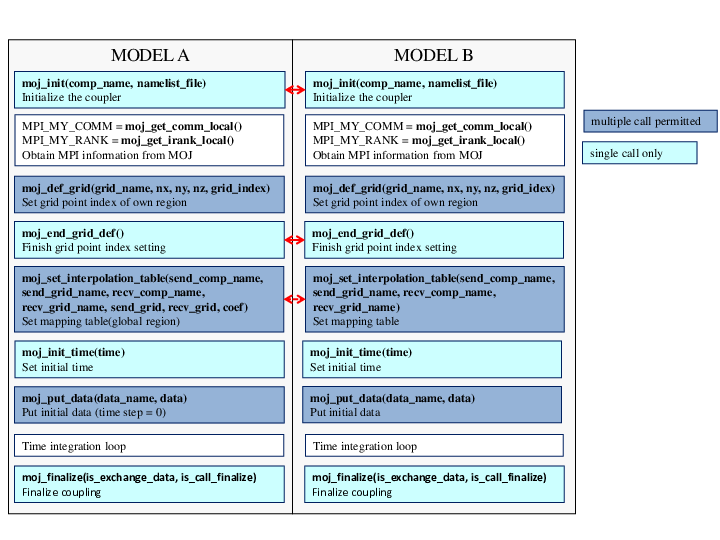 MODEL A
moj_init(comp_name, namelist_file)
Initialize the coupler
MPI_MY_COMM = moj_get_comm_local()
MPI_MY_RANK = moj_get_irank_local()
Obtain MPI information from MOJ
moj_def_grid(grid_name, nx, ny, nz, grid_index)
Set grid point index of own region
moj_end_grid_def()
Finish grid point index setting
moj_set_interpolation_table(send_comp_name,
send_grid_name, recv_comp_name,
recv_grid_name, send_grid, recv_grid, coef)
Set mapping table(global region)
moj_init_time(time)
Set initial time
moj_put_data(data_name, data)
Put initial data (time step = 0)
Time integration loop
moj_finalize(is_exchange_data, is_call_finalize)
Finalize coupling
MODEL B
moj_init(comp_name, namelist_file)
Initialize the coupler
MPI_MY_COMM = moj_get_comm_local()
MPI_MY_RANK = moj_get_irank_local()
Obtain MPI information from MOJ
moj_def_grid(grid_name, nx, ny, nz, grid_idex)
Set grid point index of own region
moj_end_grid_def()
Finish grid point index setting
moj_set_interpolation_table(send_comp_name,
send_grid_name, recv_comp_name,
recv_grid_name)
Set mapping table
moj_init_time(time)
Set initial time
moj_put_data(data_name, data)
Put initial data
Time integration loop
moj_finalize(is_exchange_data, is_call_finalize)
Finalize coupling
multiple call permitted
single call only